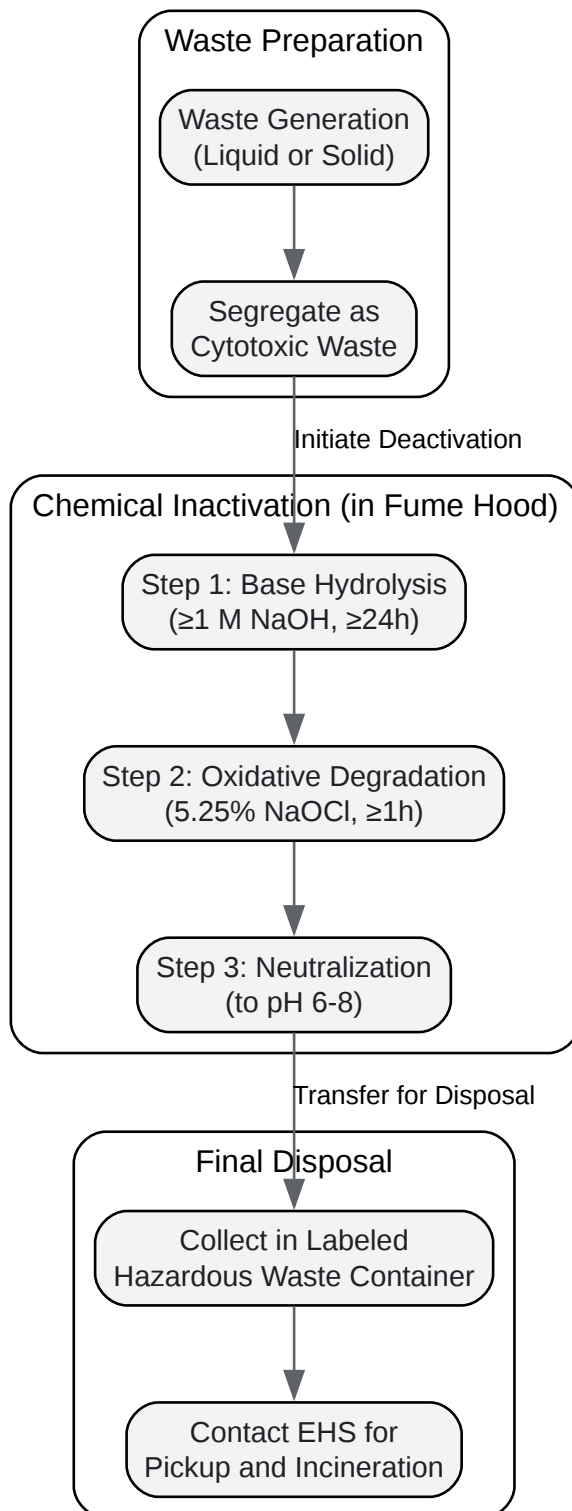 Waste Preparation
Waste Generation
(Liquid or Solid)
Segregate as
Cytotoxic Waste
Initiate Deactivation
Chemical Inactivation (in Fume Hood)
Step 1: Base Hydrolysis
(≥1 M NaOH, ≥24h)
Step 2: Oxidative Degradation
(5.25% NaOCl, ≥1h)
Step 3: Neutralization
(to pH 6-8)
Transfer for Disposal
Final Disposal
Collect in Labeled
Hazardous Waste Container
Contact EHS for
Pickup and Incineration